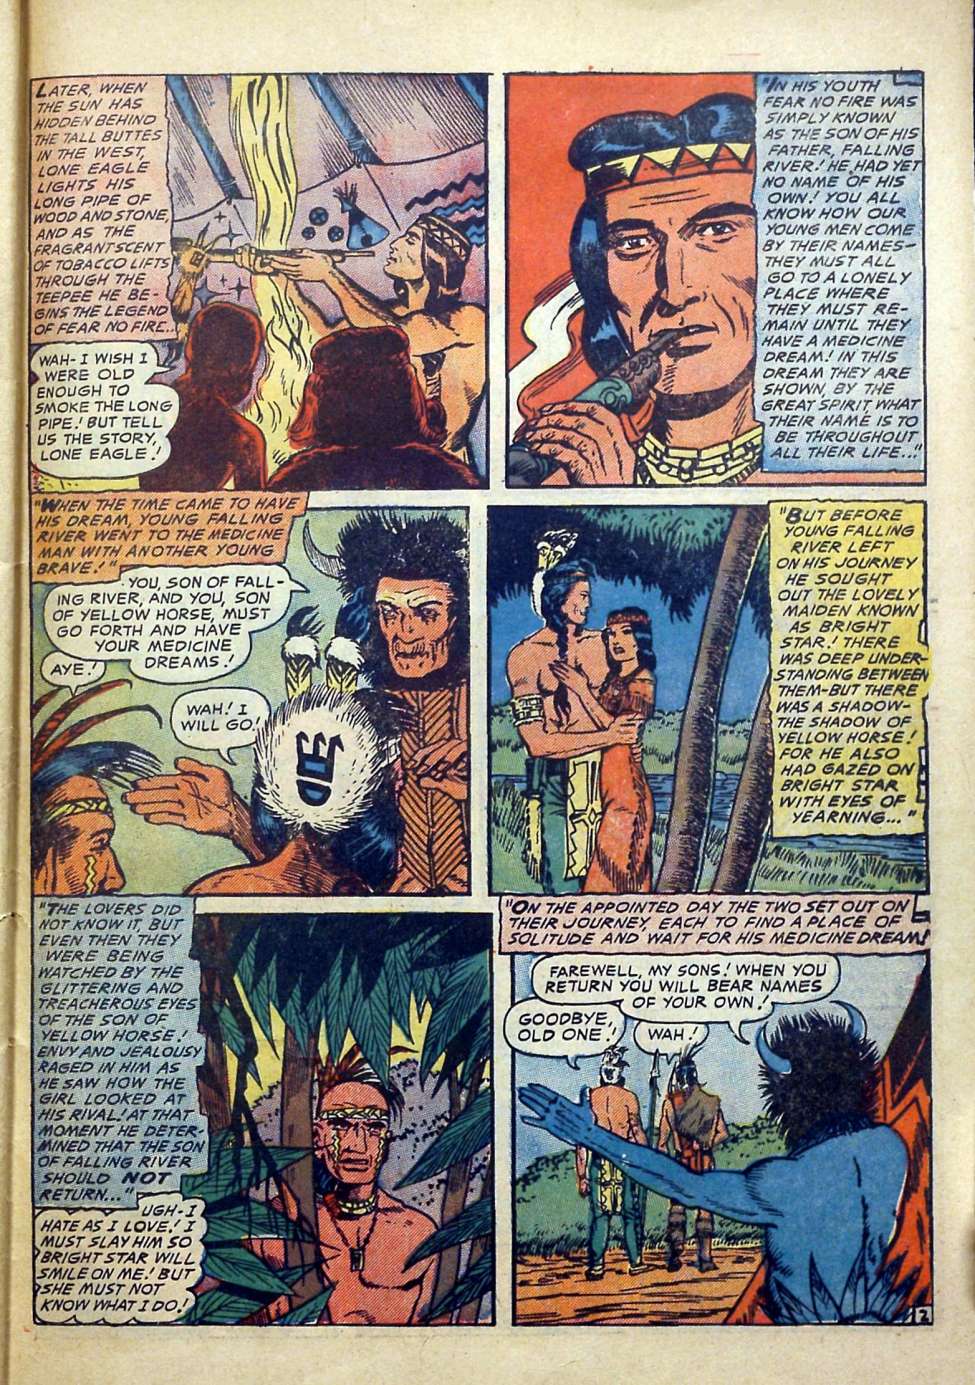 LATER, WHEN
THE SUN HAS
HIDDEN BEHIND
THE TALL BUTTES
IN THE WEST,
LONE EAGLE
LIGHTS HIS
LONG PIPE OF
WOOD AND STONE,
AND AS THE
FRAGRANT SCENT
OF TOBACCO LIFTS
THROUGH THE
TEEPEE HE BE-
GINS THE LEGEND
OF FEAR NO FIRE...
WAH-I WISH I
WERE OLD
ENOUGH TO
SMOKE THE LONG
PIPE! BUT TELL
US THE STORY,
LONE EAGLE!
"IN HIS YOUTH
FEAR NO FIRE WAS
SIMPLY KNOWN
AS THE SON OF HIS
FATHER, FALLING
RIVER! HE HAD YET
NO NAME OF HIS
OWN! YOU ALL
KNOW HOW OUR
YOUNG MEN COME
BY THEIR NAMES-
THEY MUST ALL
GO TO A LONELY
PLACE WHERE
THEY MUST RE-
MAIN UNTIL THEY
HAVE A MEDICINE
DREAM! IN THIS
DREAM THEY ARE
SHOWN, BY THE
GREAT SPIRIT, WHAT
THEIR NAME IS TO
BE THROUGHOUT
ALL THEIR LIFE..."
"WHEN THE TIME CAME TO HAVE
HIS DREAM, YOUNG FALLING
RIVER WENT TO THE MEDICINE
MAN WITH ANOTHER YOUNG
BRAVE!"
YOU, SON OF FALL-
ING RIVER, AND YOU, SON
OF YELLOW HORSE, MUST
GO FORTH AND HAVE
YOUR MEDICINE
DREAMS!
AYE!
WAH! I
WILL GO!
"BUT BEFORE
YOUNG FALLING
RIVER LEFT
ON HIS JOURNEY
HE SOUGHT
OUT THE LOVELY
MAIDEN KNOWN
AS BRIGHT
STAR! THERE
WAS DEEP UNDER-
STANDING BETWEEN
THEM-BUT THERE
WAS A SHADOW-
THE SHADOW OF
YELLOW HORSE!
FOR HE ALSO
HAD GAZED ON
BRIGHT STAR
WITH EYES OF
YEARNING..."
"THE LOVERS DID
NOT KNOW IT, BUT
EVEN THEN THEY
WERE BEING
WATCHED BY THE
GLITTERING AND
TREACHEROUS EYES
OF THE SON OF
YELLOW HORSE!
ENVY AND JEALOUSY
RAGED IN HIM AS
HE SAW HOW THE
GIRL LOOKED AT
HIS RIVAL! AT THAT
MOMENT HE DETER-
MINED THAT THE SON
OF FALLING RIVER
SHOULD NOT
RETURN..."
UGH-I
HATE AS I LOVE! I
MUST SLAY HIM SO
BRIGHT STAR WILL
SMILE ON ME! BUT
SHE MUST NOT
KNOW WHAT I DO!
"ON THE APPOINTED DAY THE TWO SET OUT ON
THEIR JOURNEY, EACH TO FIND A PLACE OF
SOLITUDE AND WAIT FOR HIS MEDICINE DREAM!
FAREWELL, MY SONS! WHEN YOU
RETURN YOU WILL BEAR NAMES
OF YOUR OWN!
GOODBYE,
OLD ONE!
WAH!
2